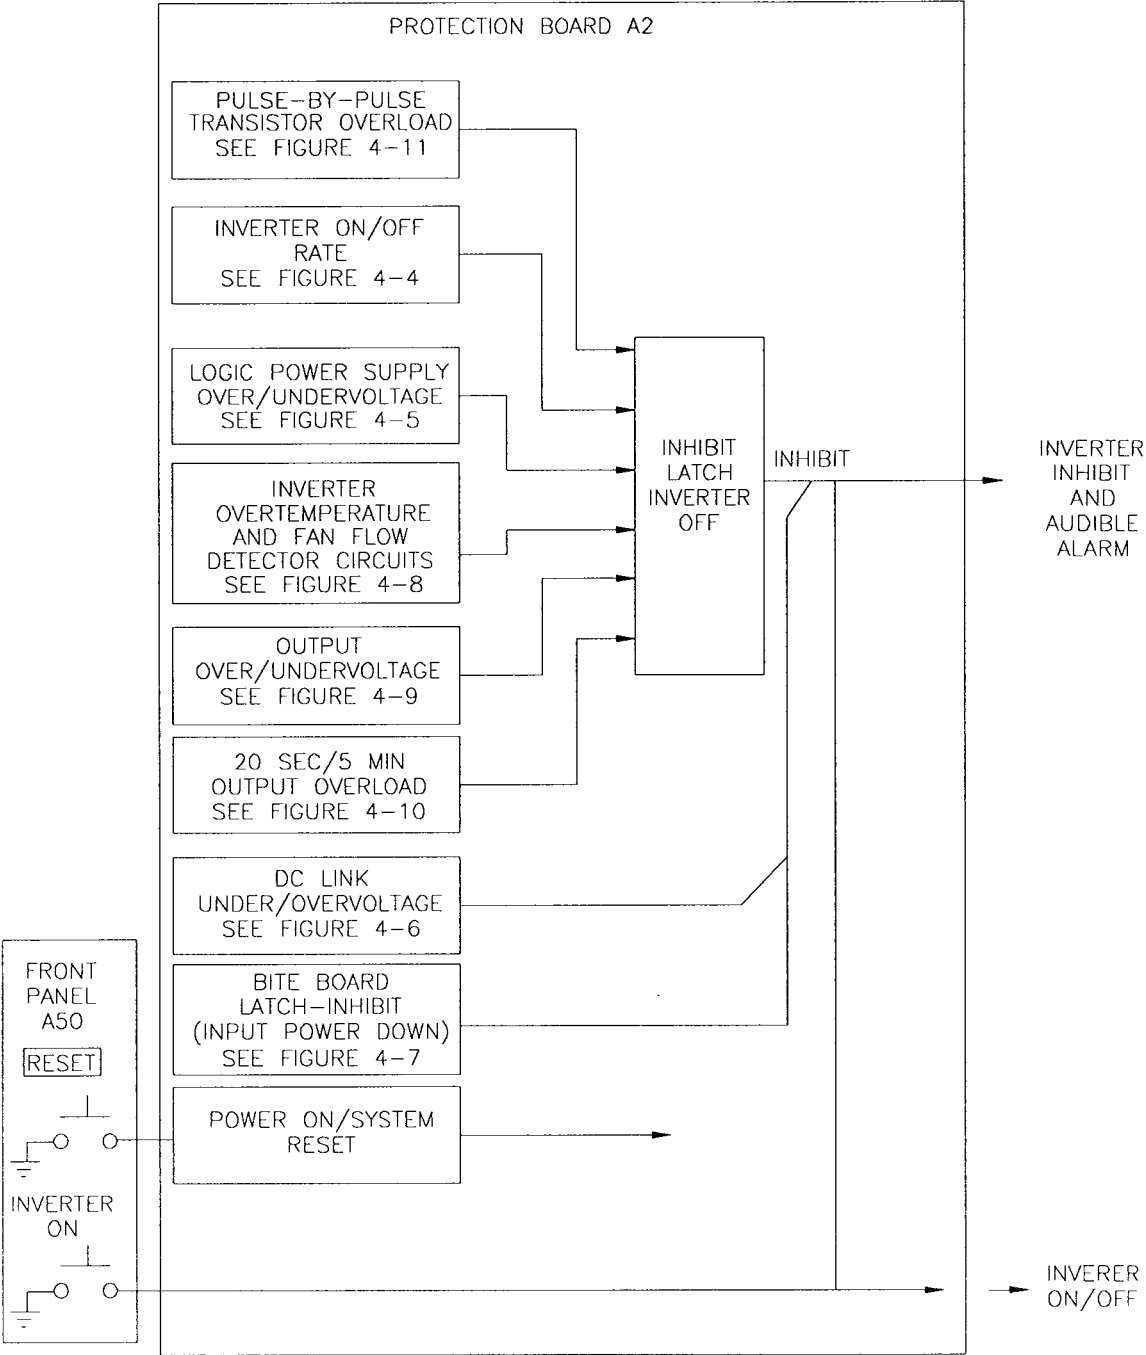 PROTECTION BOARD A2
PULSE-BY-PULSE
TRANSISTOR OVERLOAD
SEE FIGURE 4-11
INVERTER ON/OFF
RATE
SEE FIGURE 4-4
LOGIC POWER SUPPLY
OVER/UNDERVOLTAGE
SEE FIGURE 4-5
INVERTER
OVERTEMPERATURE
AND FAN FLOW
DETECTOR CIRCUITS
SEE FIGURE 4-8
OUTPUT
OVER/UNDERVOLTAGE
SEE FIGURE 4-9
20 SEC/5 MIN
OUTPUT OVERLOAD
SEE FIGURE 4-10
DC LINK
UNDER/OVERVOLTAGE
SEE FIGURE 4-6
BITE BOARD
LATCH-INHIBIT
(INPUT POWER DOWN)
SEE FIGURE 4-7
POWER ON/SYSTEM
RESET
INHIBIT
LATCH
INVERTER
OFF
INHIBIT
INVERTER
INHIBIT
AND
AUDIBLE
ALARM
FRONT
PANEL
A50
RESET
INVERTER
ON
INVERER
ON/OFF